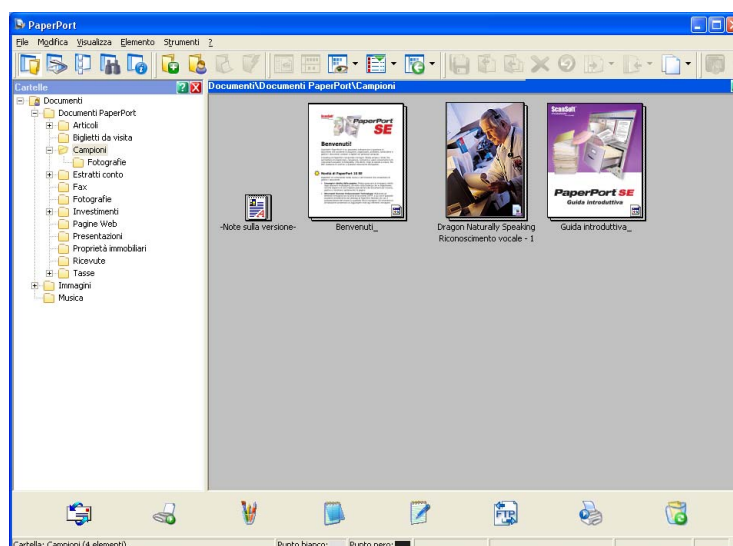 PaperPort
File Modifica Visualizza Elemento Strumenti ?
Cartelle
Documenti\Documenti PaperPort\Campioni
Documenti
Documenti PaperPort
Articoli
Biglietti da visita
Campioni
Fotografie
Estratti conto
Fax
Fotografie
Investimenti
Pagine Web
Presentazioni
Proprietà immobiliari
Ricevute
Tasse
Immagini
Musica
ScanSoft
PaperPort
SE
Benvenuti!
ScanSoft
PaperPort SE
Guida introduttiva
-Note sulla versione-
Benvenuti_
Dragon Naturally Speaking
Riconoscimento vocale - 1
Guida introduttiva_
FTP
Cartella: Campioni (4 elementi)
Punto bianco:
Punto nero: